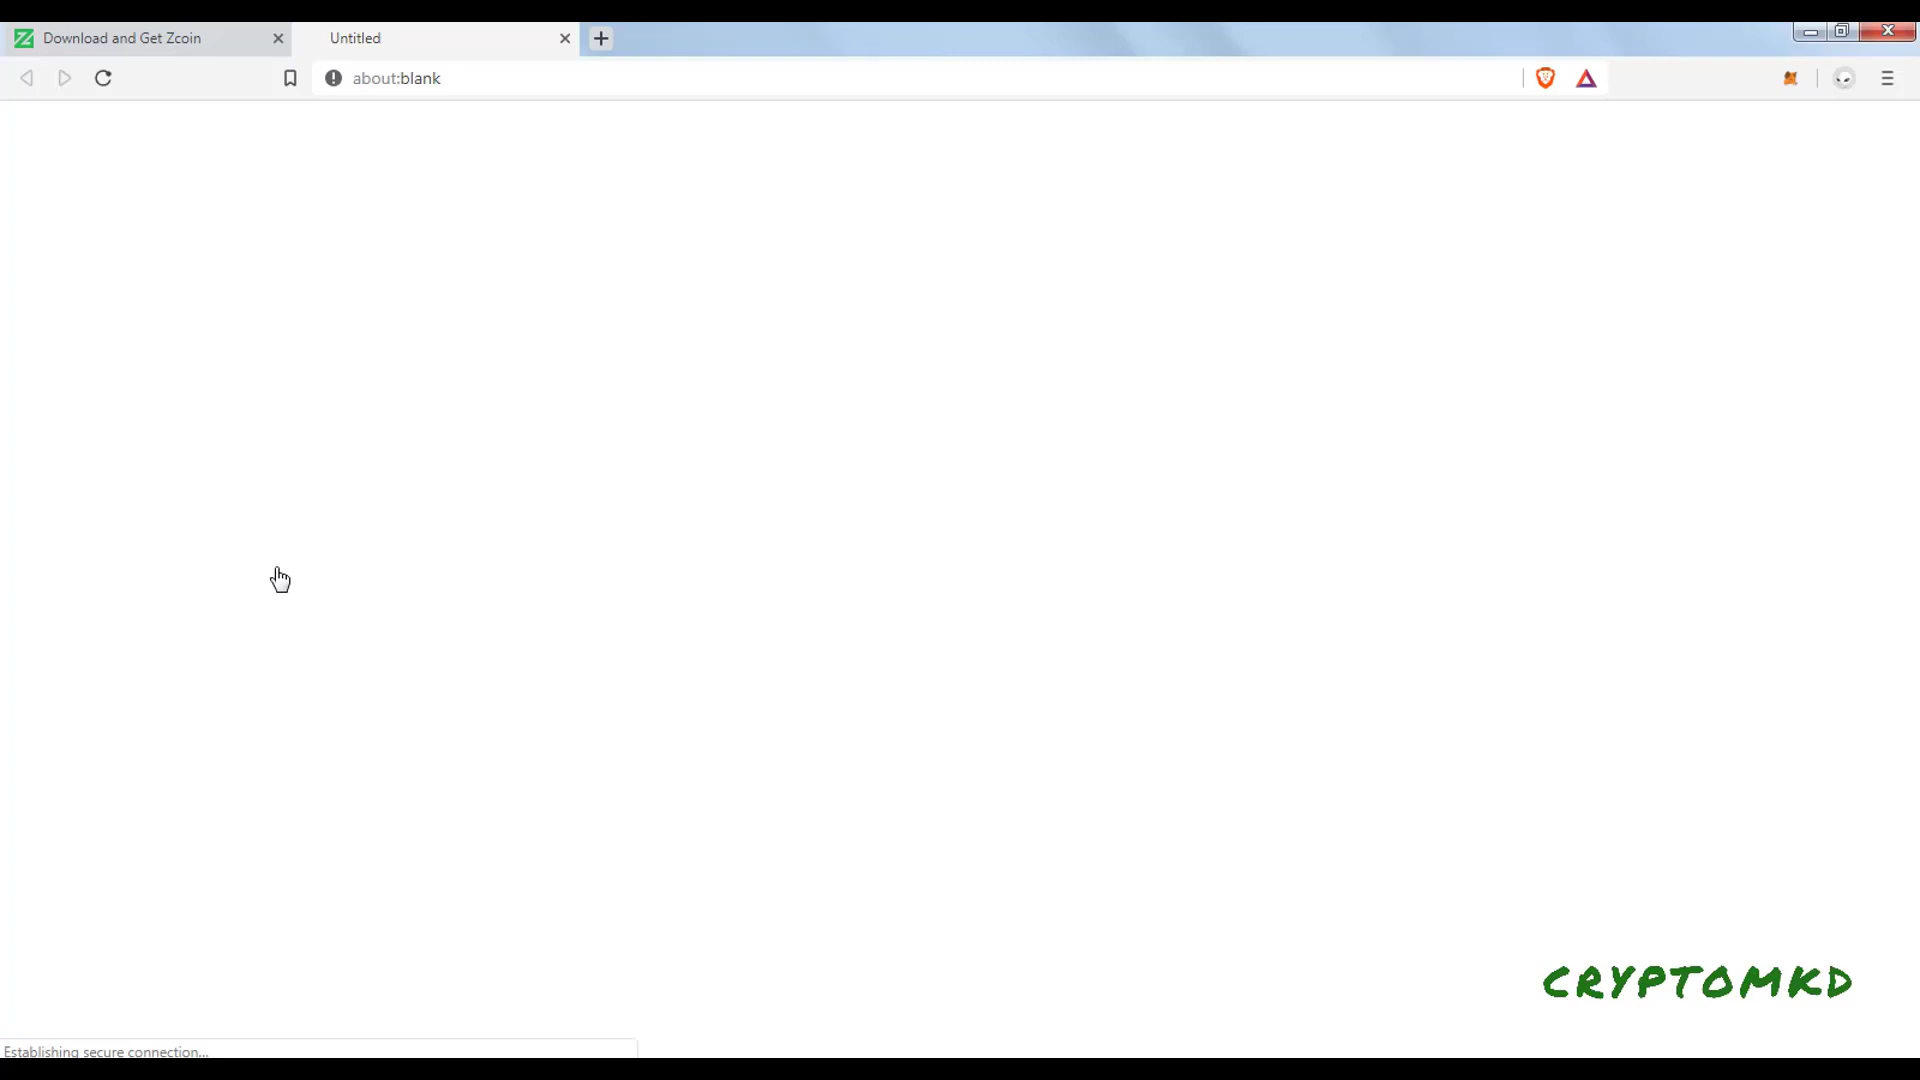 Download and Get Zcoin
Untitled
about:blank
CRYPTOMKD
Establishing secure connection...